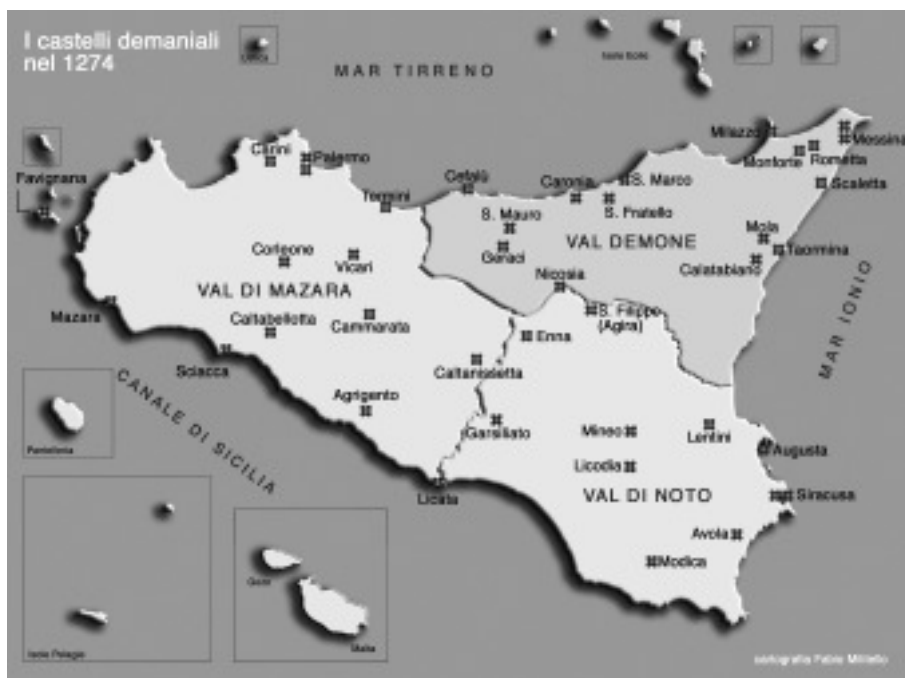 I castelli demaniali
nel 1274
Ustica
MAR TIRRENO
Isole Eolie
Milazzo
Messina
Monforte
Rometta
Scaletta
Carini
Palermo
Favignana
Termini
Cefalù
Caronia
S. Marco
S. Fratello
S. Mauro
Geraci
VAL DEMONE
Mola
Taormina
Calatabiano
Corleone
Vicari
Nicosia
VAL DI MAZARA
Mazara
Caltabellotta
Cammarata
S. Filippo
(Agira)
Enna
MAR IONIO
Sciacca
Caltanissetta
CANALE DI SICILIA
Agrigento
Garsiliato
Mineo
Lentini
Augusta
Pantelleria
Licodia
Licata
VAL DI NOTO
Siracusa
Avola
Modica
Gozo
Malta
Isole Pelagie
cartografia Fabio Militello